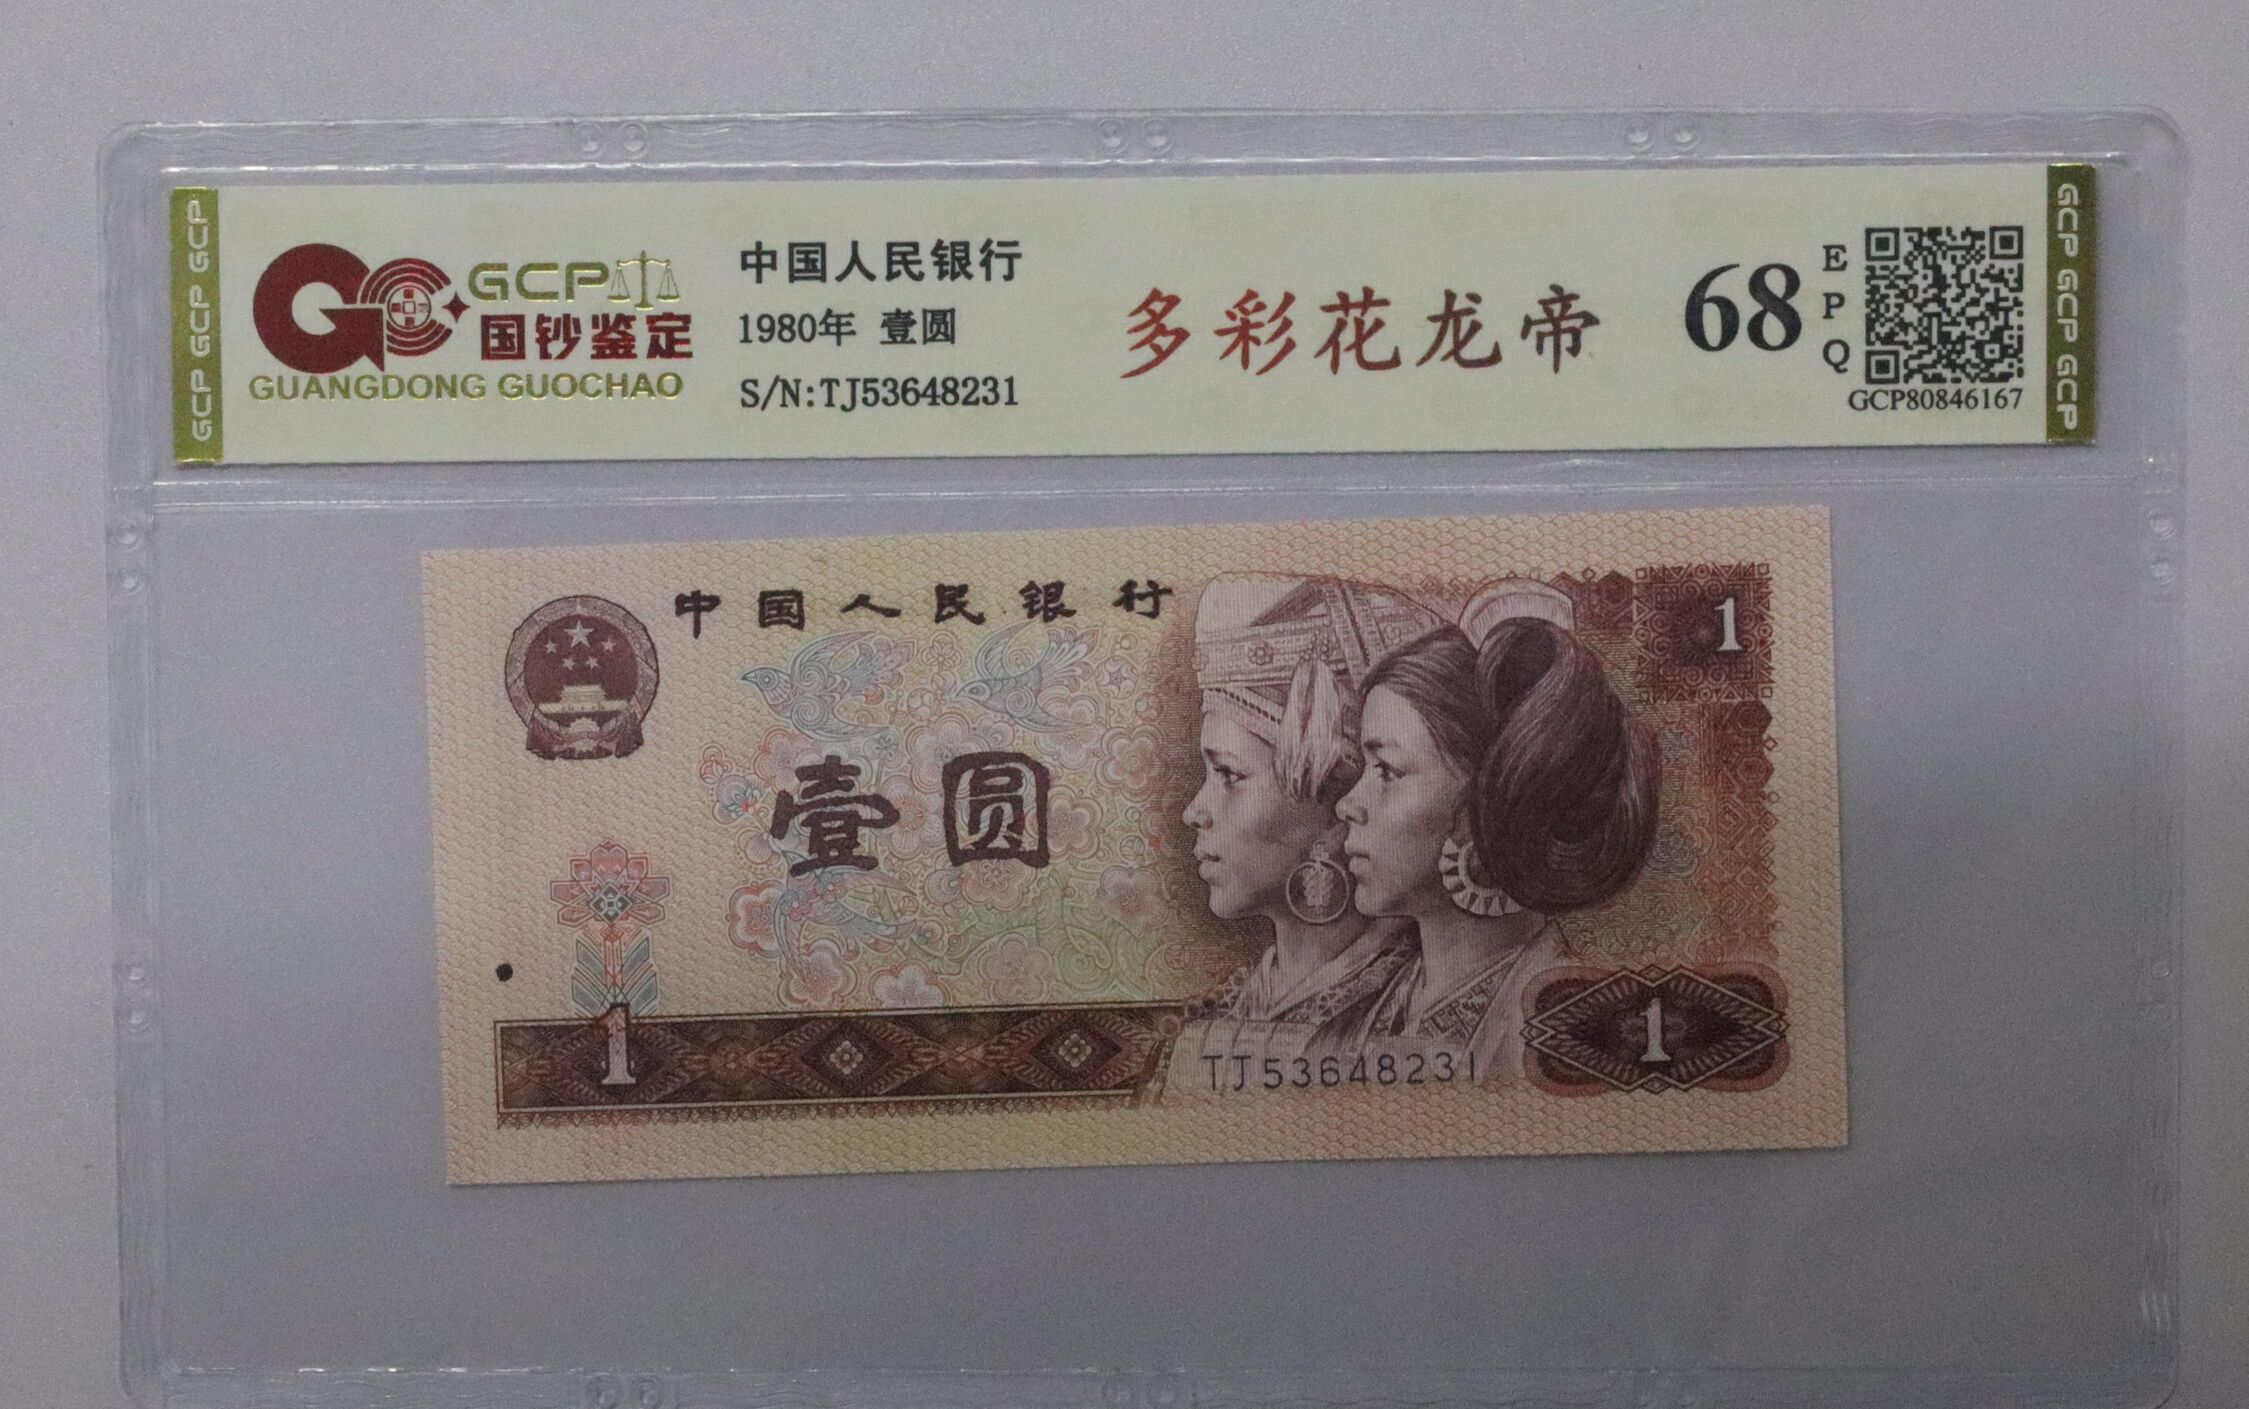 GCP GCP GCP
GCP
国钞鉴定
GUANGDONG GUOCHAO
中国人民银行
1980年 壹圆
S/N:TJ53648231
多彩花龙帝
68
EPQ
GCP80846167
GCP GCP GCP
中国人民银行
1
壹圆
1
TJ53648231
1